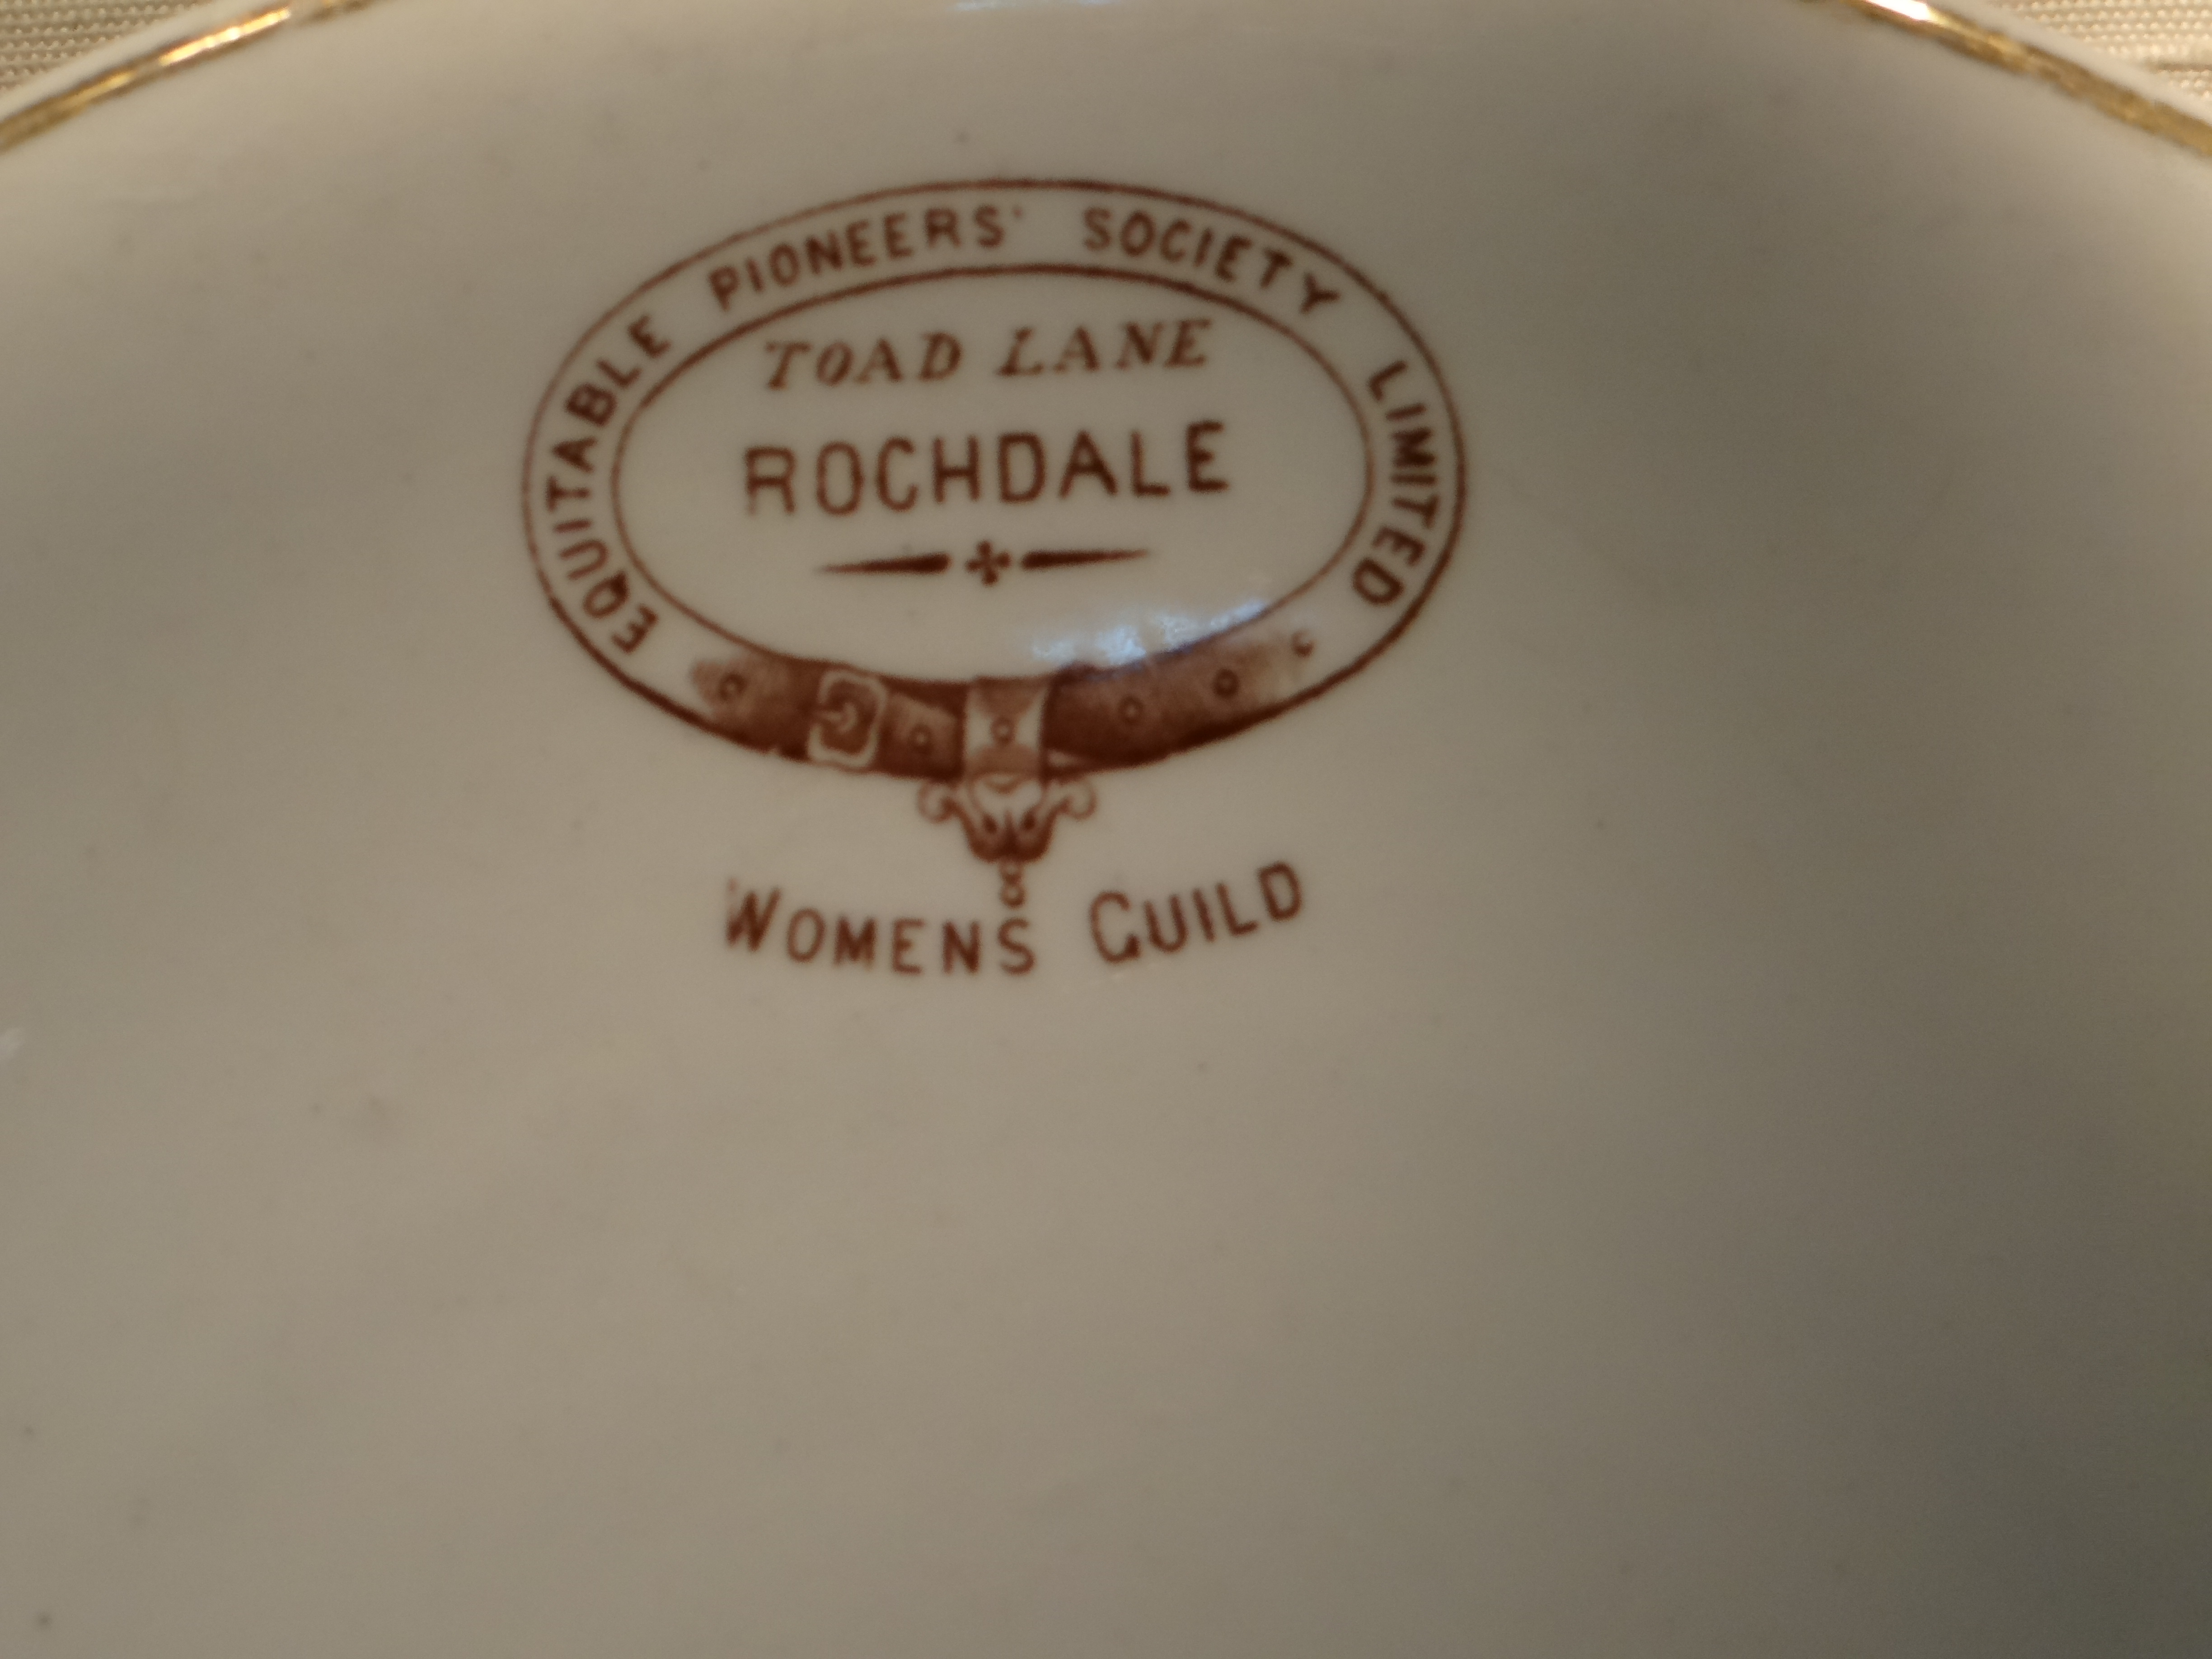 EQUITABLE PIONEERS' SOCIETY LIMITED
TOAD LANE
ROCHDALE
WOMENS GUILD